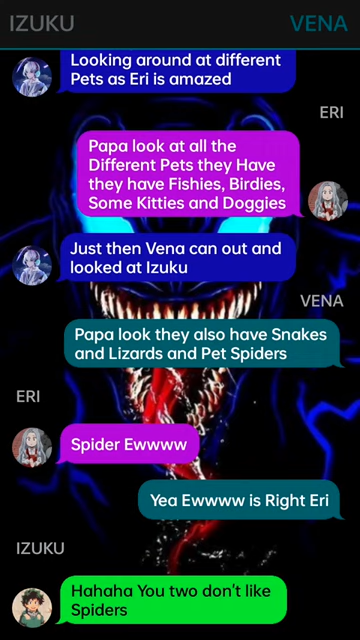 IZUKU
VENA
Looking around at different
Pets as Eri is amazed
ERI
Papa look at all the
Different Pets they Have
they have Fishies, Birdies,
Some Kitties and Doggies
Just then Vena can out and
looked at Izuku
VENA
Papa look they also have Snakes
and Lizards and Pet Spiders
ERI
Spider Ewwww
Yea Ewwww is Right Eri
IZUKU
Hahaha You two don't like
Spiders